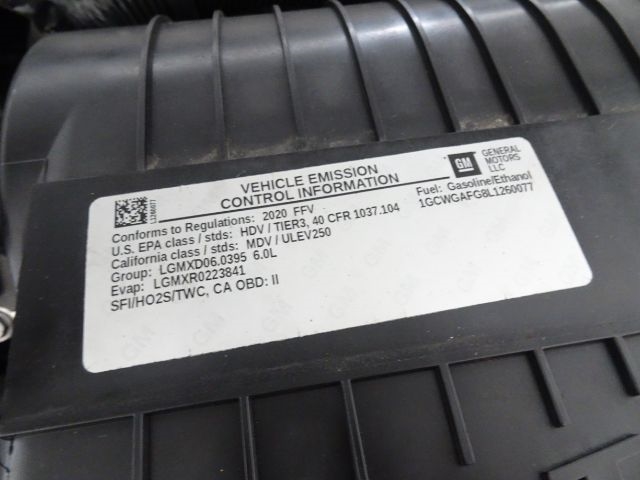 VEHICLE EMISSION
CONTROL INFORMATION
GM
GENERAL
MOTORS
LLC
Conforms to Regulations: 2020 FFV
U.S. EPA class / stds: HDV / TIER3, 40 CFR 1037.104
California class / stds: MDV / ULEV250
Group: LGMXD06.0395 6.0L
Evap: LGMXR0223841
SFI/HO2S/TWC, CA OBD: II
Fuel: Gasoline/Ethanol
1GCWGAFG8L1260077